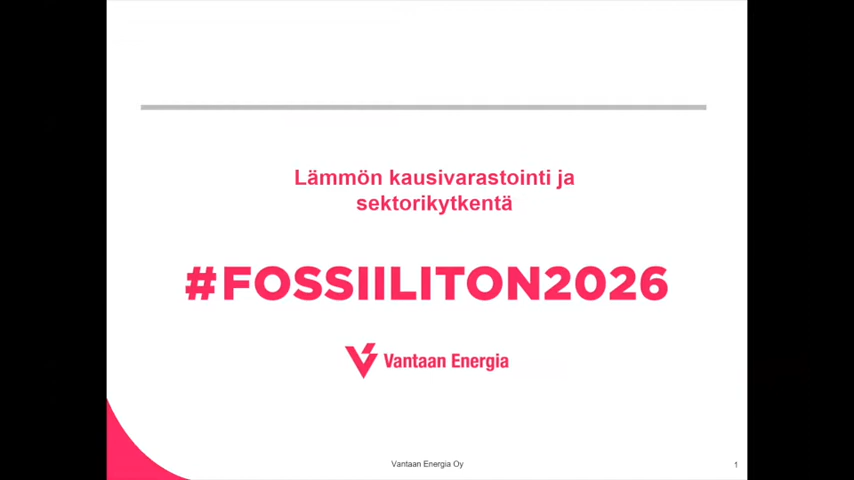 Lämmön kausivarastointi ja
sektorikytkentä
#FOSSIILITON2026
Vantaan Energia
Vantaan Energia Oy
1